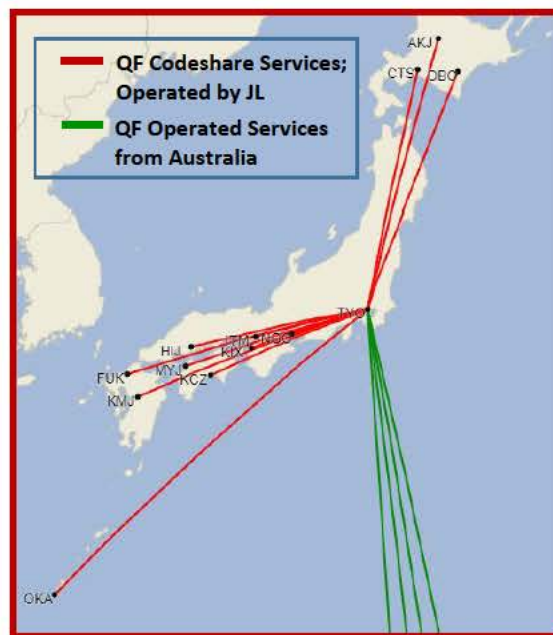 QF Codeshare Services;
Operated by JL
QF Operated Services
from Australia
AKJ
CTS OBO
TYO
ITM NGO
HIJ KIX
MYJ
FUK KCZ
KMJ
OKA